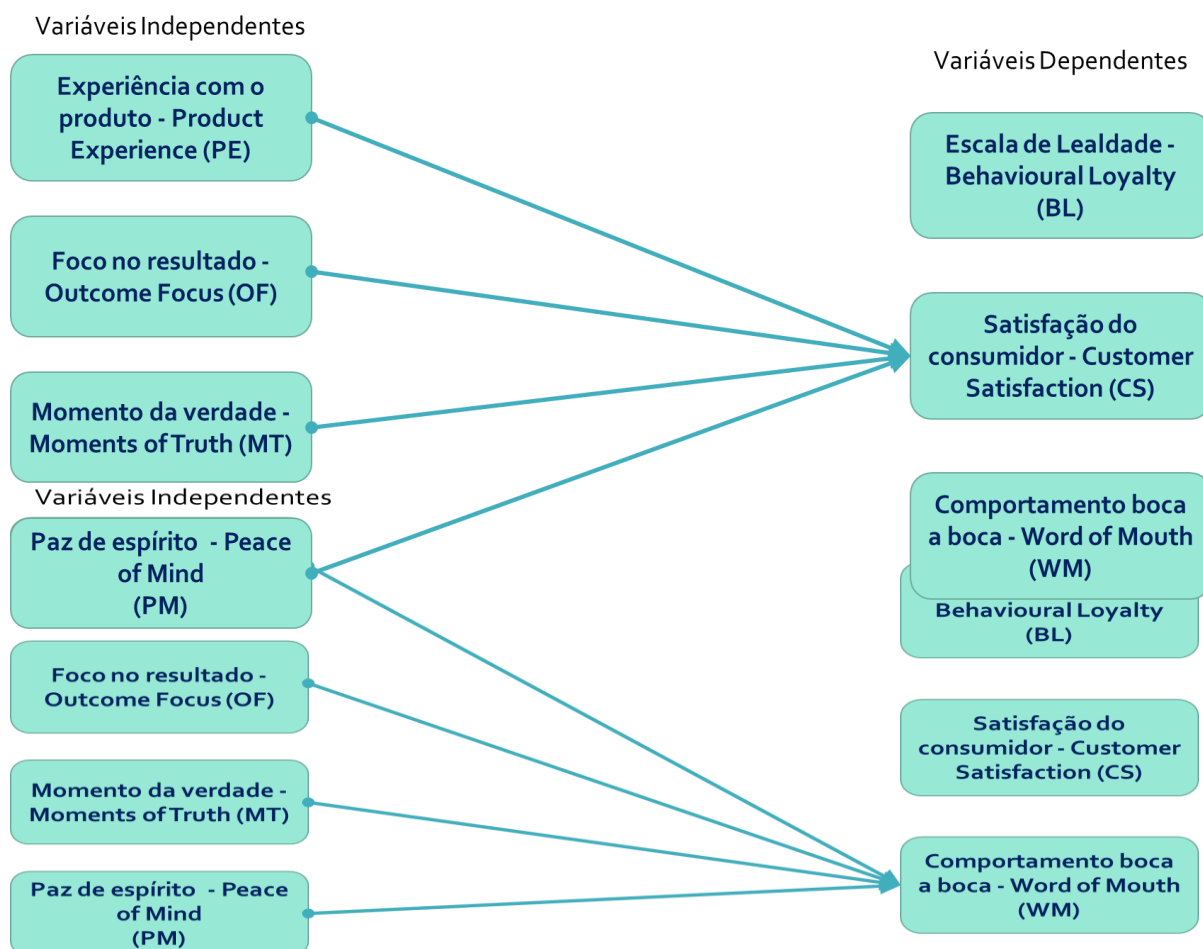 Variáveis Independentes
Experiência com o
produto - Product
Experience (PE)
Foco no resultado -
Outcome Focus (OF)
Momento da verdade -
Moments of Truth (MT)
Variáveis Independentes
Paz de espírito - Peace
of Mind
(PM)
Foco no resultado -
Outcome Focus (OF)
Momento da verdade -
Moments of Truth (MT)
Paz de espírito - Peace
of Mind
(PM)
Variáveis Dependentes
Escala de Lealdade -
Behavioural Loyalty
(BL)
Satisfação do
consumidor - Customer
Satisfaction (CS)
Comportamento boca
a boca - Word of Mouth
(WM)
Behavioural Loyalty
(BL)
Satisfação do
consumidor - Customer
Satisfaction (CS)
Comportamento boca
a boca - Word of Mouth
(WM)